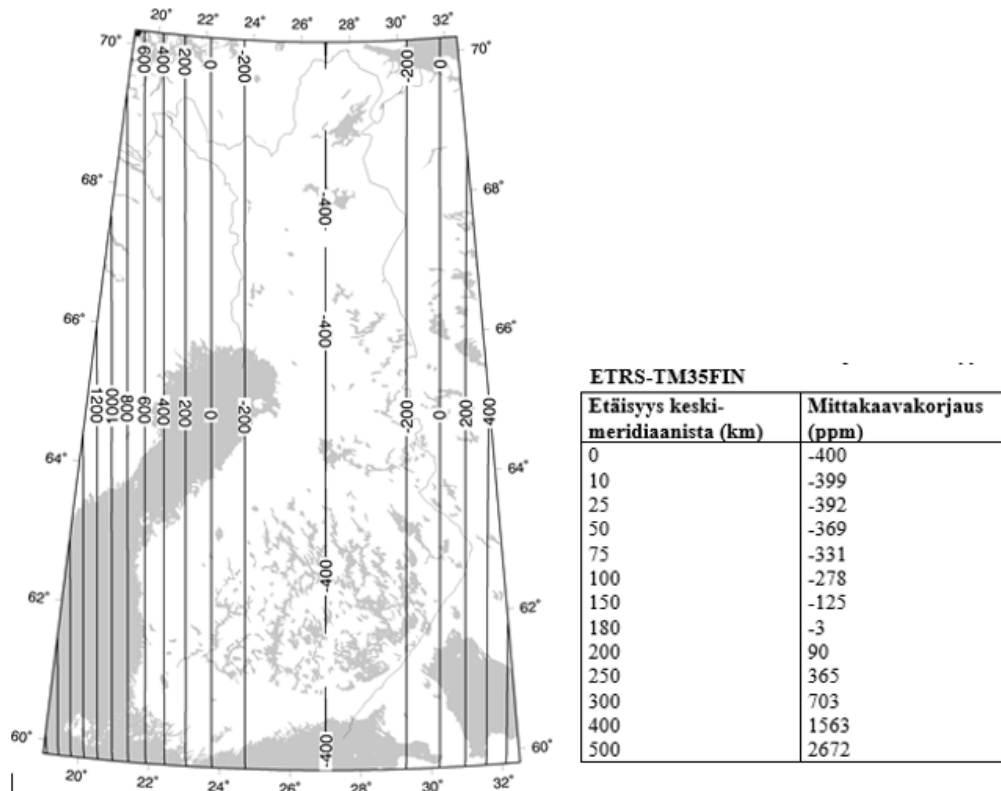 20° 22° 24° 26° 28° 30° 32°
70° 70°
600 400 200 0 -200 -200 0
68° 68°
-400
66° 66°
-400
1200 1000 800 600 400 200 0 -200 -200 0 200 400
64° 64°
-400
62° 62°
60° 60°
-400
20° 22° 24° 26° 28° 30° 32°
ETRS-TM35FIN
Etäisyys keski-
meridiaanista (km)
Mittakaavakorjaus
(ppm)
0 -400
10 -399
25 -392
50 -369
75 -331
100 -278
150 -125
180 -3
200 90
250 365
300 703
400 1563
500 2672